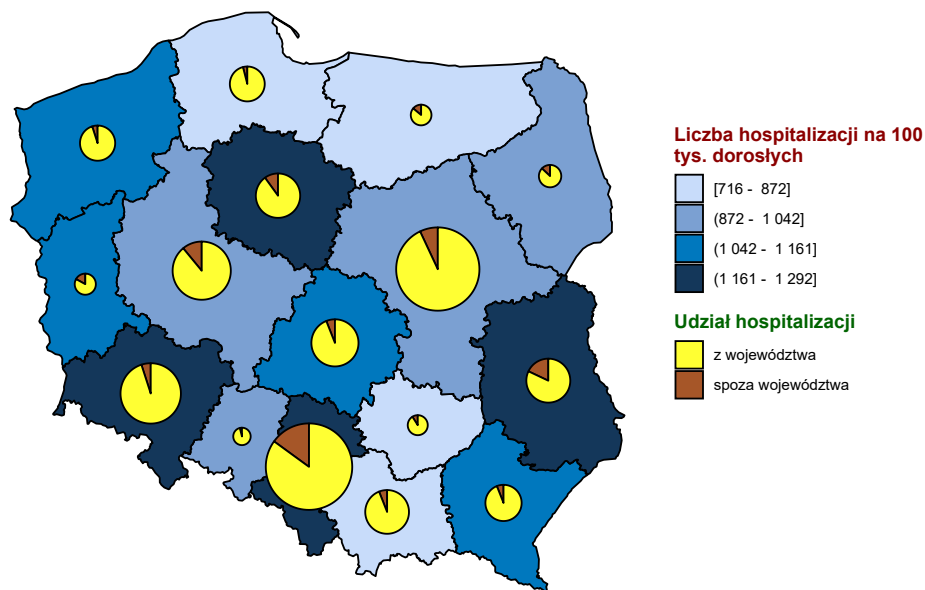 Liczba hospitalizacji na 100
tys. dorosłych
[716 - 872]
(872 - 1 042]
(1 042 - 1 161]
(1 161 - 1 292]
Udział hospitalizacji
z województwa
spoza województwa